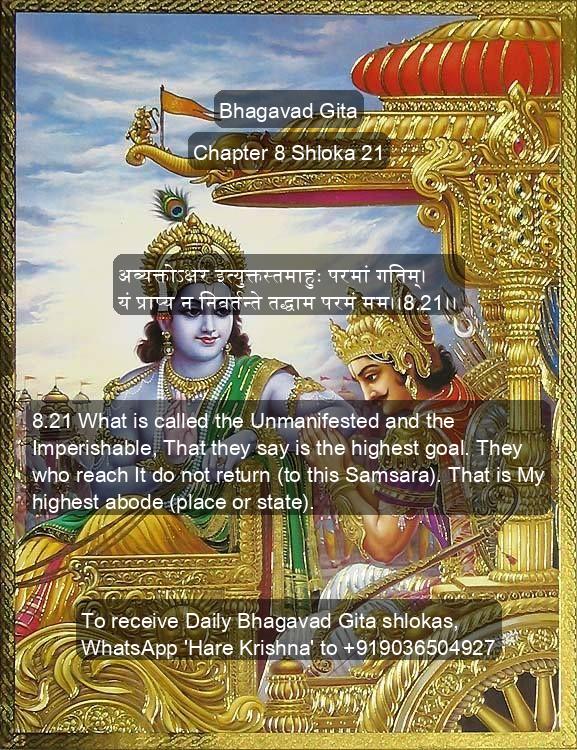 Bhagavad Gita
Chapter 8 Shloka 21
अव्यक्तोऽक्षर इत्युक्तस्तमाहुः परमां गतिम्।
यं प्राप्य न निवर्तन्ते तद्धाम परमं मम।।8.21।।
8.21 What is called the Unmanifested and the
Imperishable, That they say is the highest goal. They
who reach It do not return (to this Samsara). That is My
highest abode (place or state).
To receive Daily Bhagavad Gita shlokas,
WhatsApp 'Hare Krishna' to +919036504927